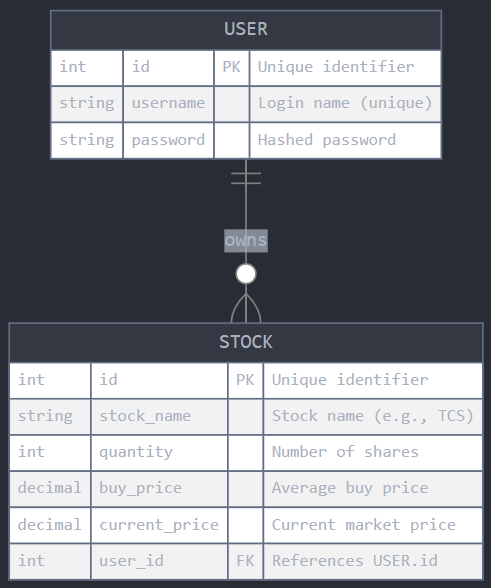 USER
int id PK Unique identifier
string username Login name (unique)
string password Hashed password
owns
STOCK
int id PK Unique identifier
string stock_name Stock name (e.g., TCS)
int quantity Number of shares
decimal buy_price Average buy price
decimal current_price Current market price
int user_id FK References USER.id